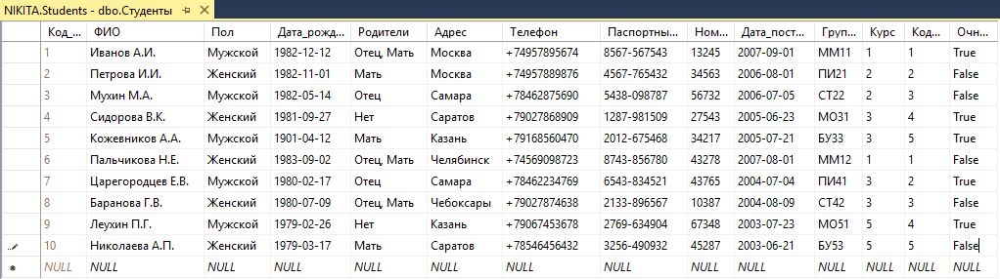 NIKITA.Students - dbo.Студенты
Код_... ФИО Пол Дата_рожд... Родители Адрес Телефон Паспортны... Ном... Дата_пост... Груп... Курс Код... Очн...
1 Иванов А.И. Мужской 1982-12-12 Отец, Мать Москва +74957895674 8567-567543 13245 2007-09-01 ММ11 1 1 True
2 Петрова И.И. Женский 1982-11-01 Мать Москва +74957889876 4567-765432 34563 2006-08-01 ПИ21 2 2 False
3 Мухин М.А. Мужской 1982-05-14 Отец Самара +78462875690 5438-098787 56732 2006-07-05 СТ22 2 3 False
4 Сидорова В.К. Мужской 1981-09-27 Нет Саратов +79027868909 1287-981509 27543 2005-06-23 МО31 3 4 True
5 Кожевников А.А. Мужской 1901-04-12 Мать Казань +79168560470 2012-675468 34217 2005-07-21 БУ33 3 5 True
6 Пальчикова Н.Е. Женский 1983-09-02 Отец, Мать Челябинск +74569098723 8743-856780 43278 2007-08-01 ММ12 1 1 False
7 Царегородцев Е.В. Мужской 1980-02-17 Отец Самара +78462234769 6543-834521 43765 2004-07-04 ПИ41 3 2 True
8 Баранова Г.В. Женский 1980-07-09 Отец, Мать Чебоксары +79027874638 2133-896567 10387 2004-08-09 СТ42 3 3 False
9 Леухин П.Г. Мужской 1979-02-26 Нет Казань +79067453678 2769-634904 67348 2003-07-23 МО51 5 4 True
10 Николаева А.П. Женский 1979-03-17 Мать Саратов +78546456432 3256-490932 45287 2003-06-21 БУ53 5 5 False
NULL NULL NULL NULL NULL NULL NULL NULL NULL NULL NULL NULL NULL NULL